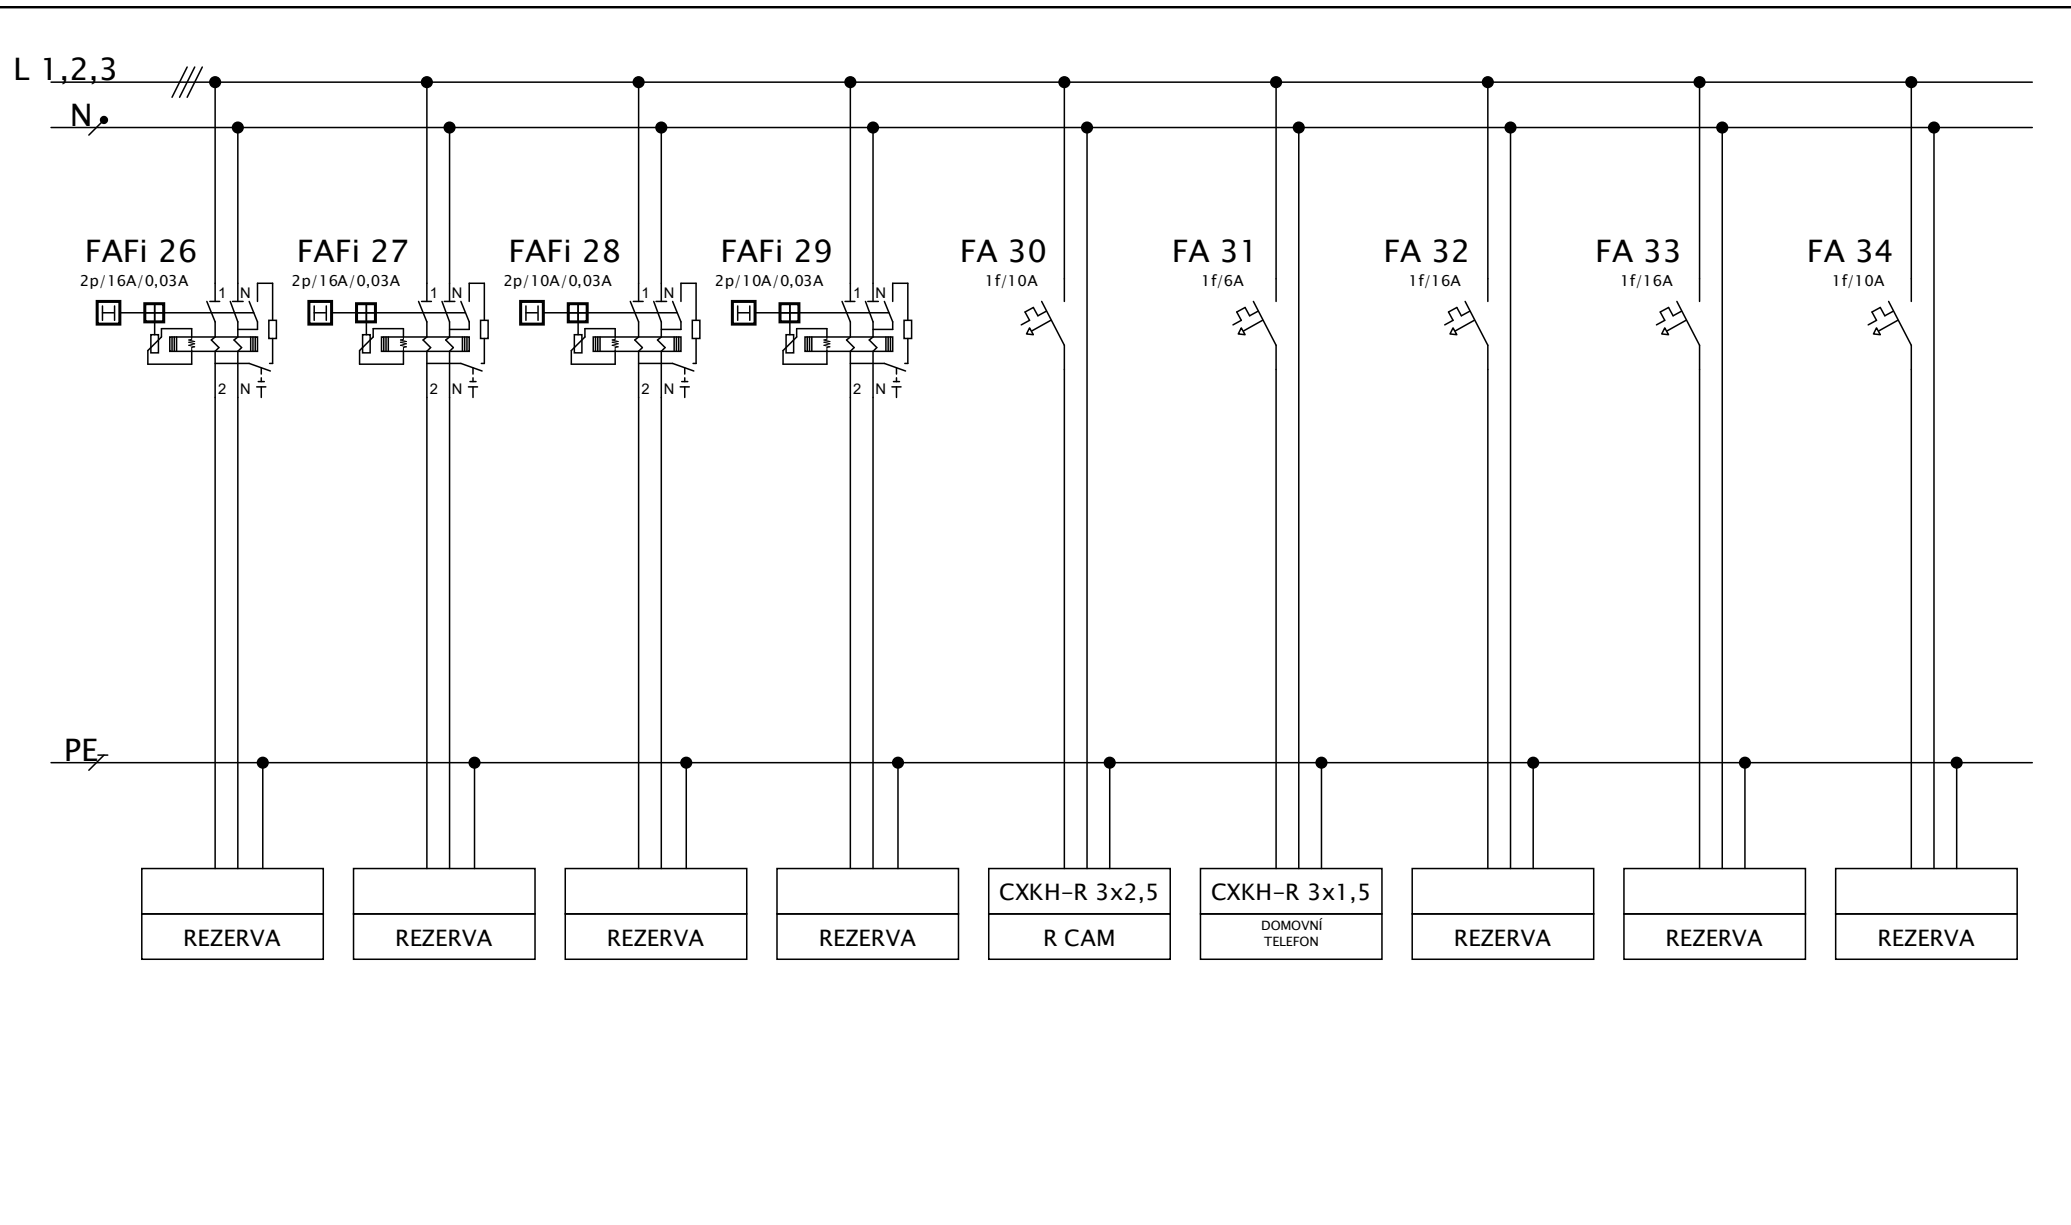 L 1,2,3
N
FAFi 26 FAFi 27 FAFi 28 FAFi 29 FA 30 FA 31 FA 32 FA 33 FA 34
2p/16A/0,03A 2p/16A/0,03A 2p/10A/0,03A 2p/10A/0,03A 1f/10A 1f/6A 1f/16A 1f/16A 1f/10A
1 N 1 N 1 N 1 N
H H H H
2 N 2 N 2 N 2 N
PE
CXKH-R 3x2,5 CXKH-R 3x1,5
REZERVA REZERVA REZERVA REZERVA R CAM DOMOVNÍ REZERVA REZERVA REZERVA
TELEFON